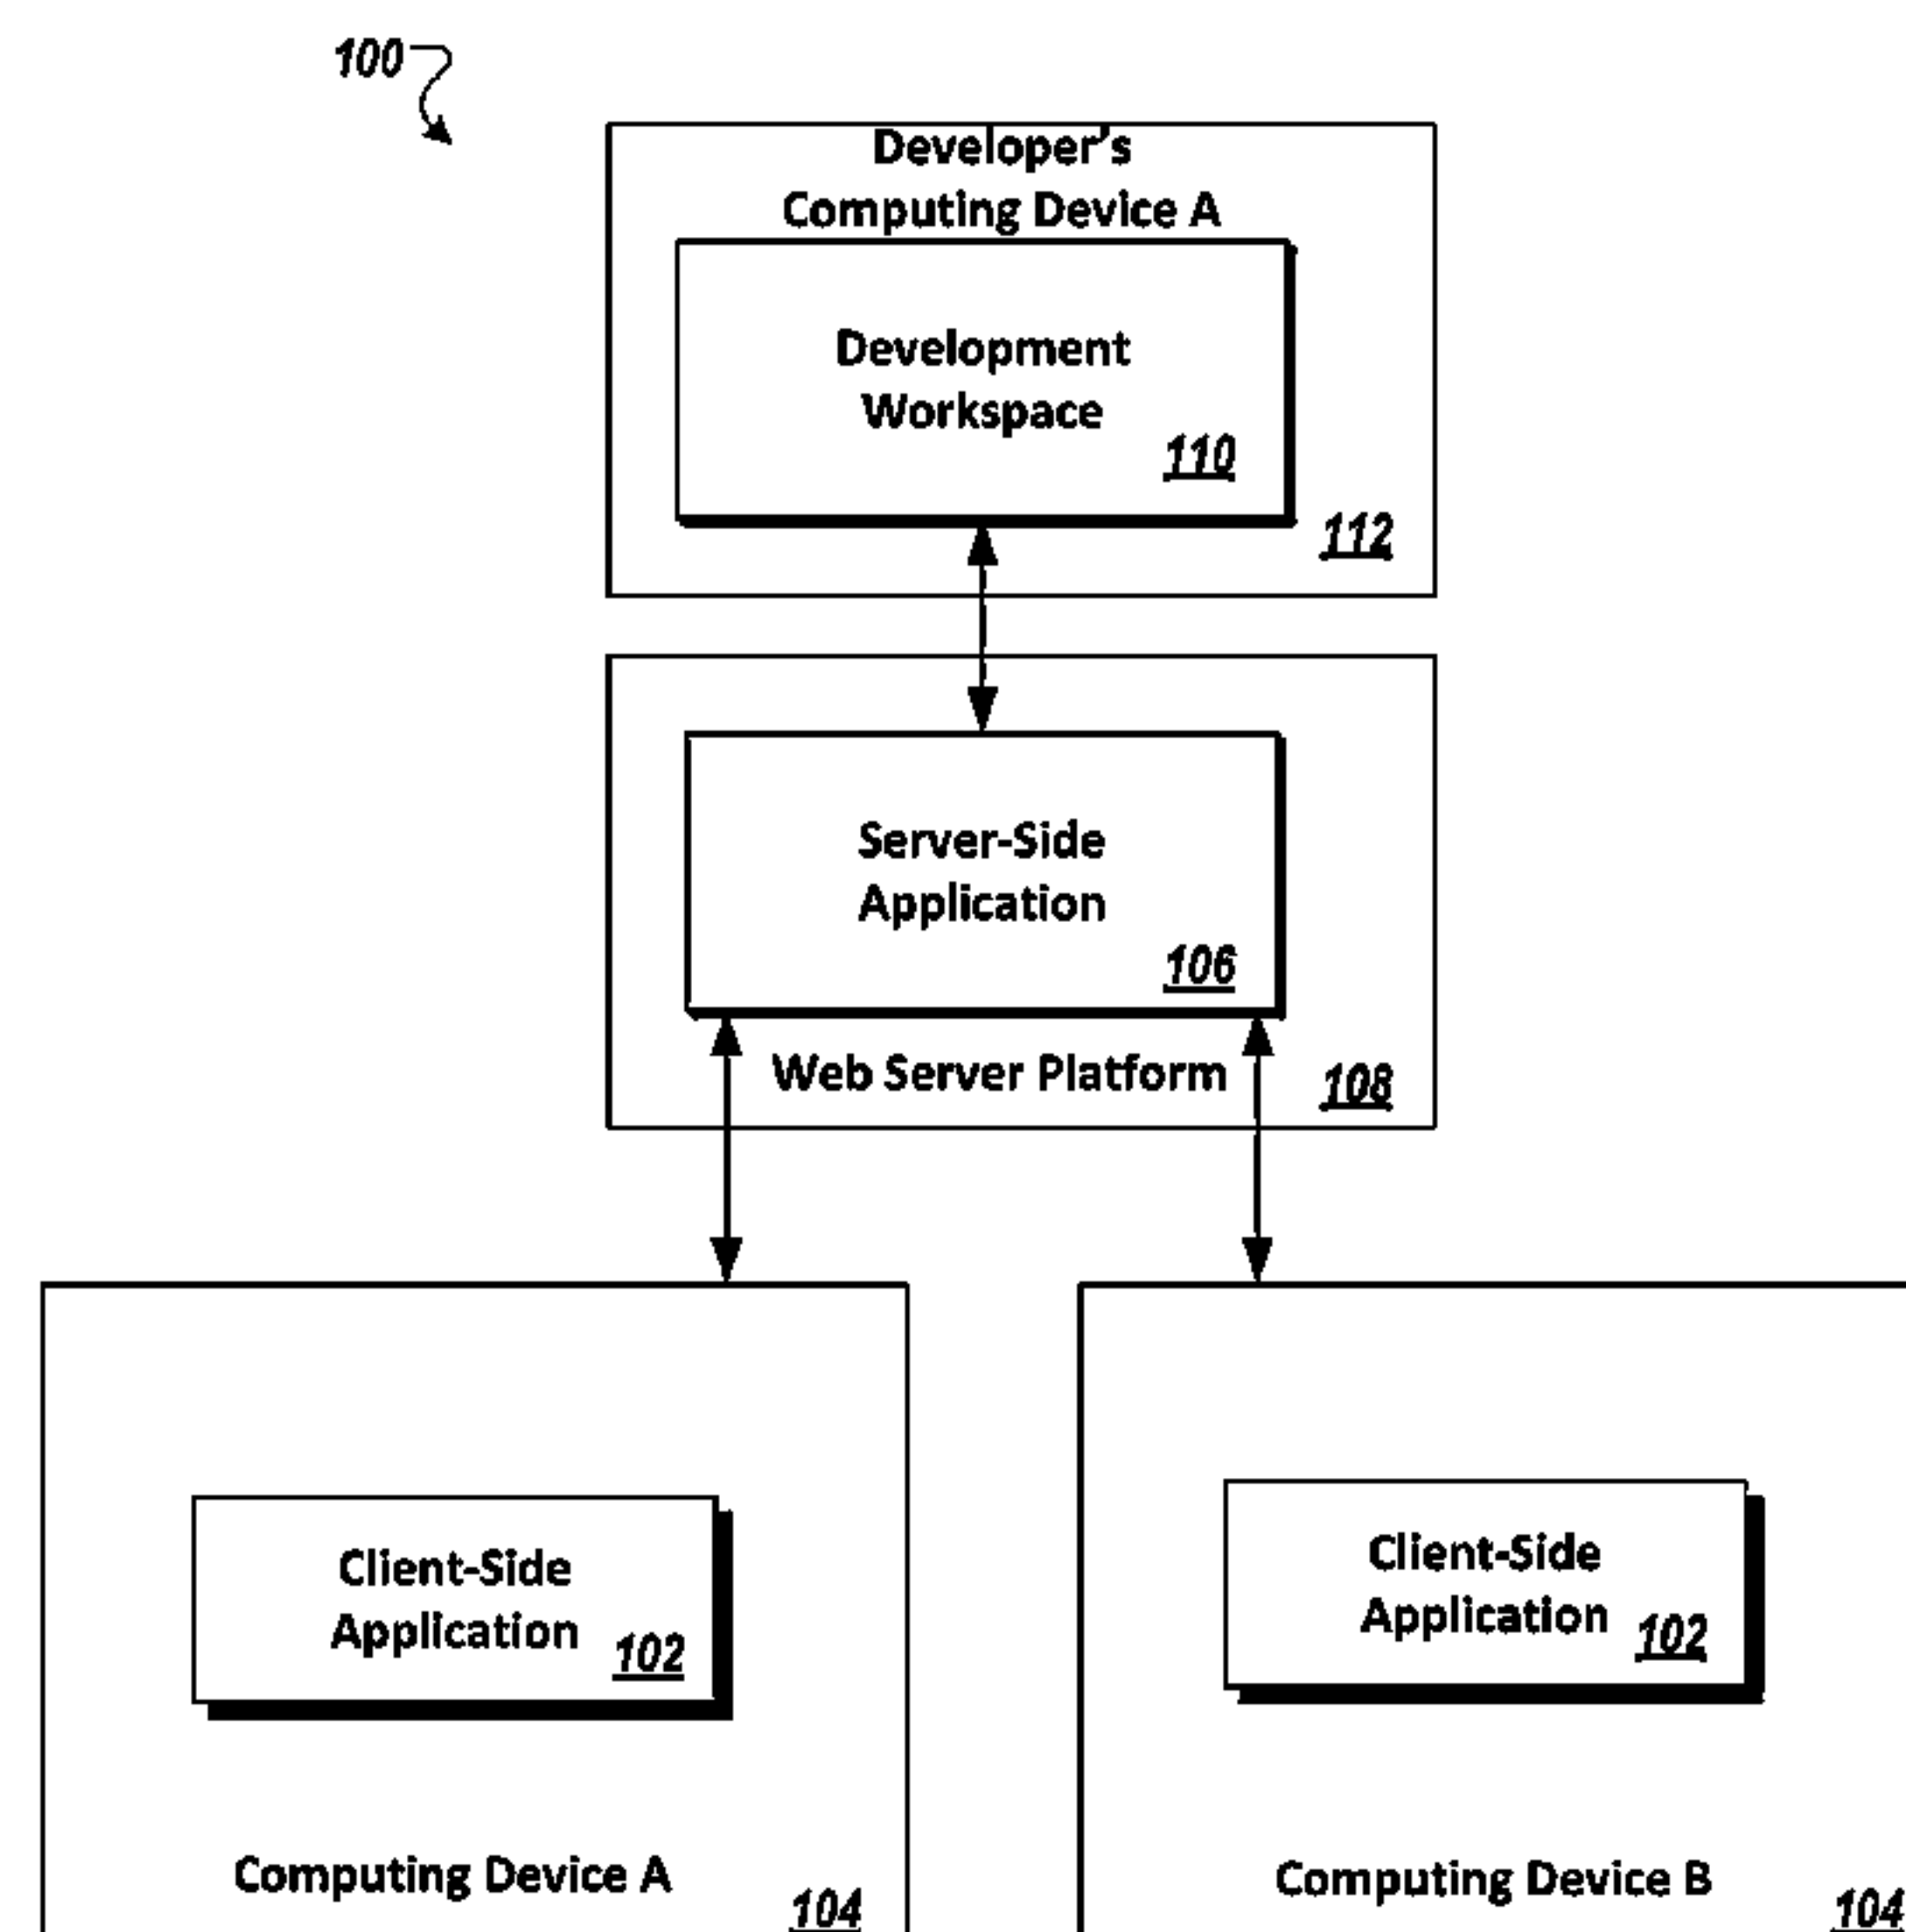 100
Developer's
Computing Device A
Development
Workspace
110
112
Server-Side
Application
106
Web Server Platform
108
Client-Side
Application
102
Client-Side
Application
102
Computing Device A
104
Computing Device B
104